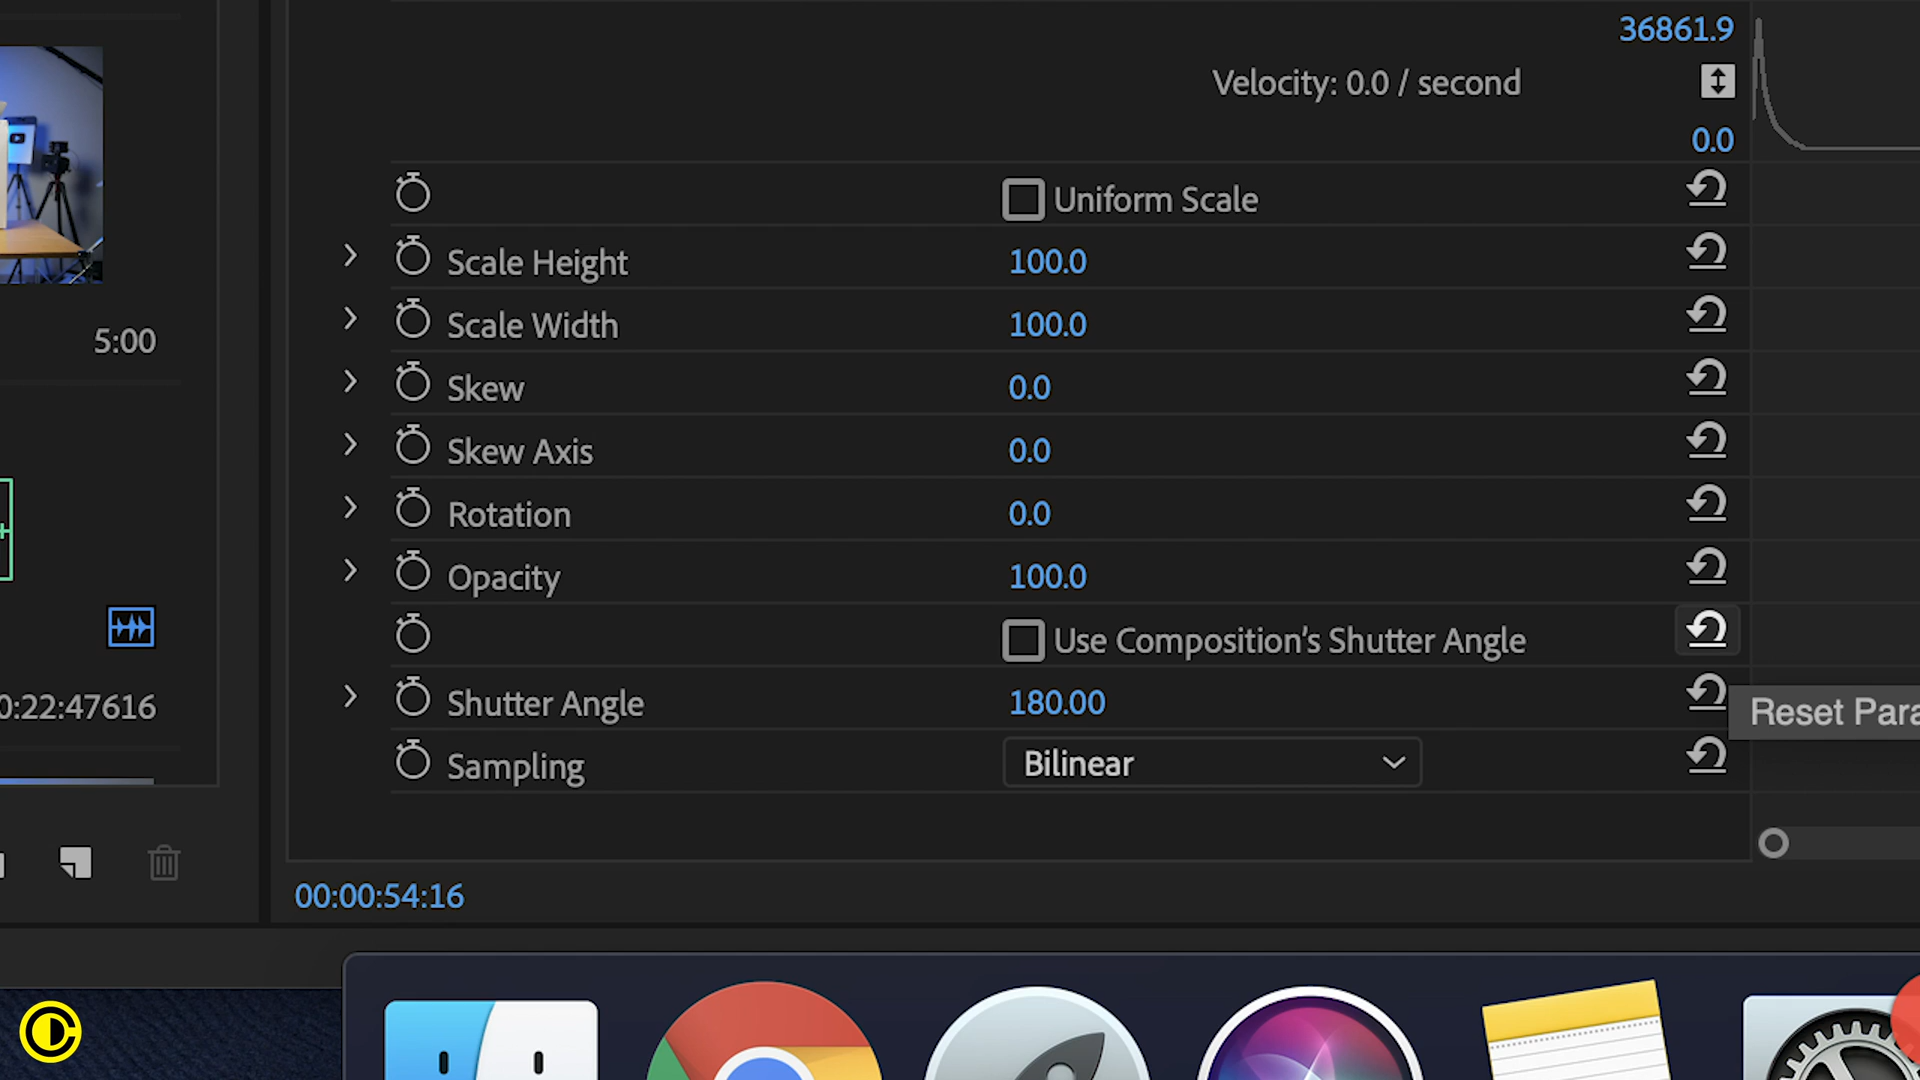 36861.9
Velocity: 0.0 / second
0.0
Uniform Scale
Scale Height 100.0
Scale Width 100.0
5:00
Skew 0.0
Skew Axis 0.0
Rotation 0.0
Opacity 100.0
Use Composition's Shutter Angle
Shutter Angle 180.00
0:22:47616
Reset Para
Sampling Bilinear
00:00:54:16